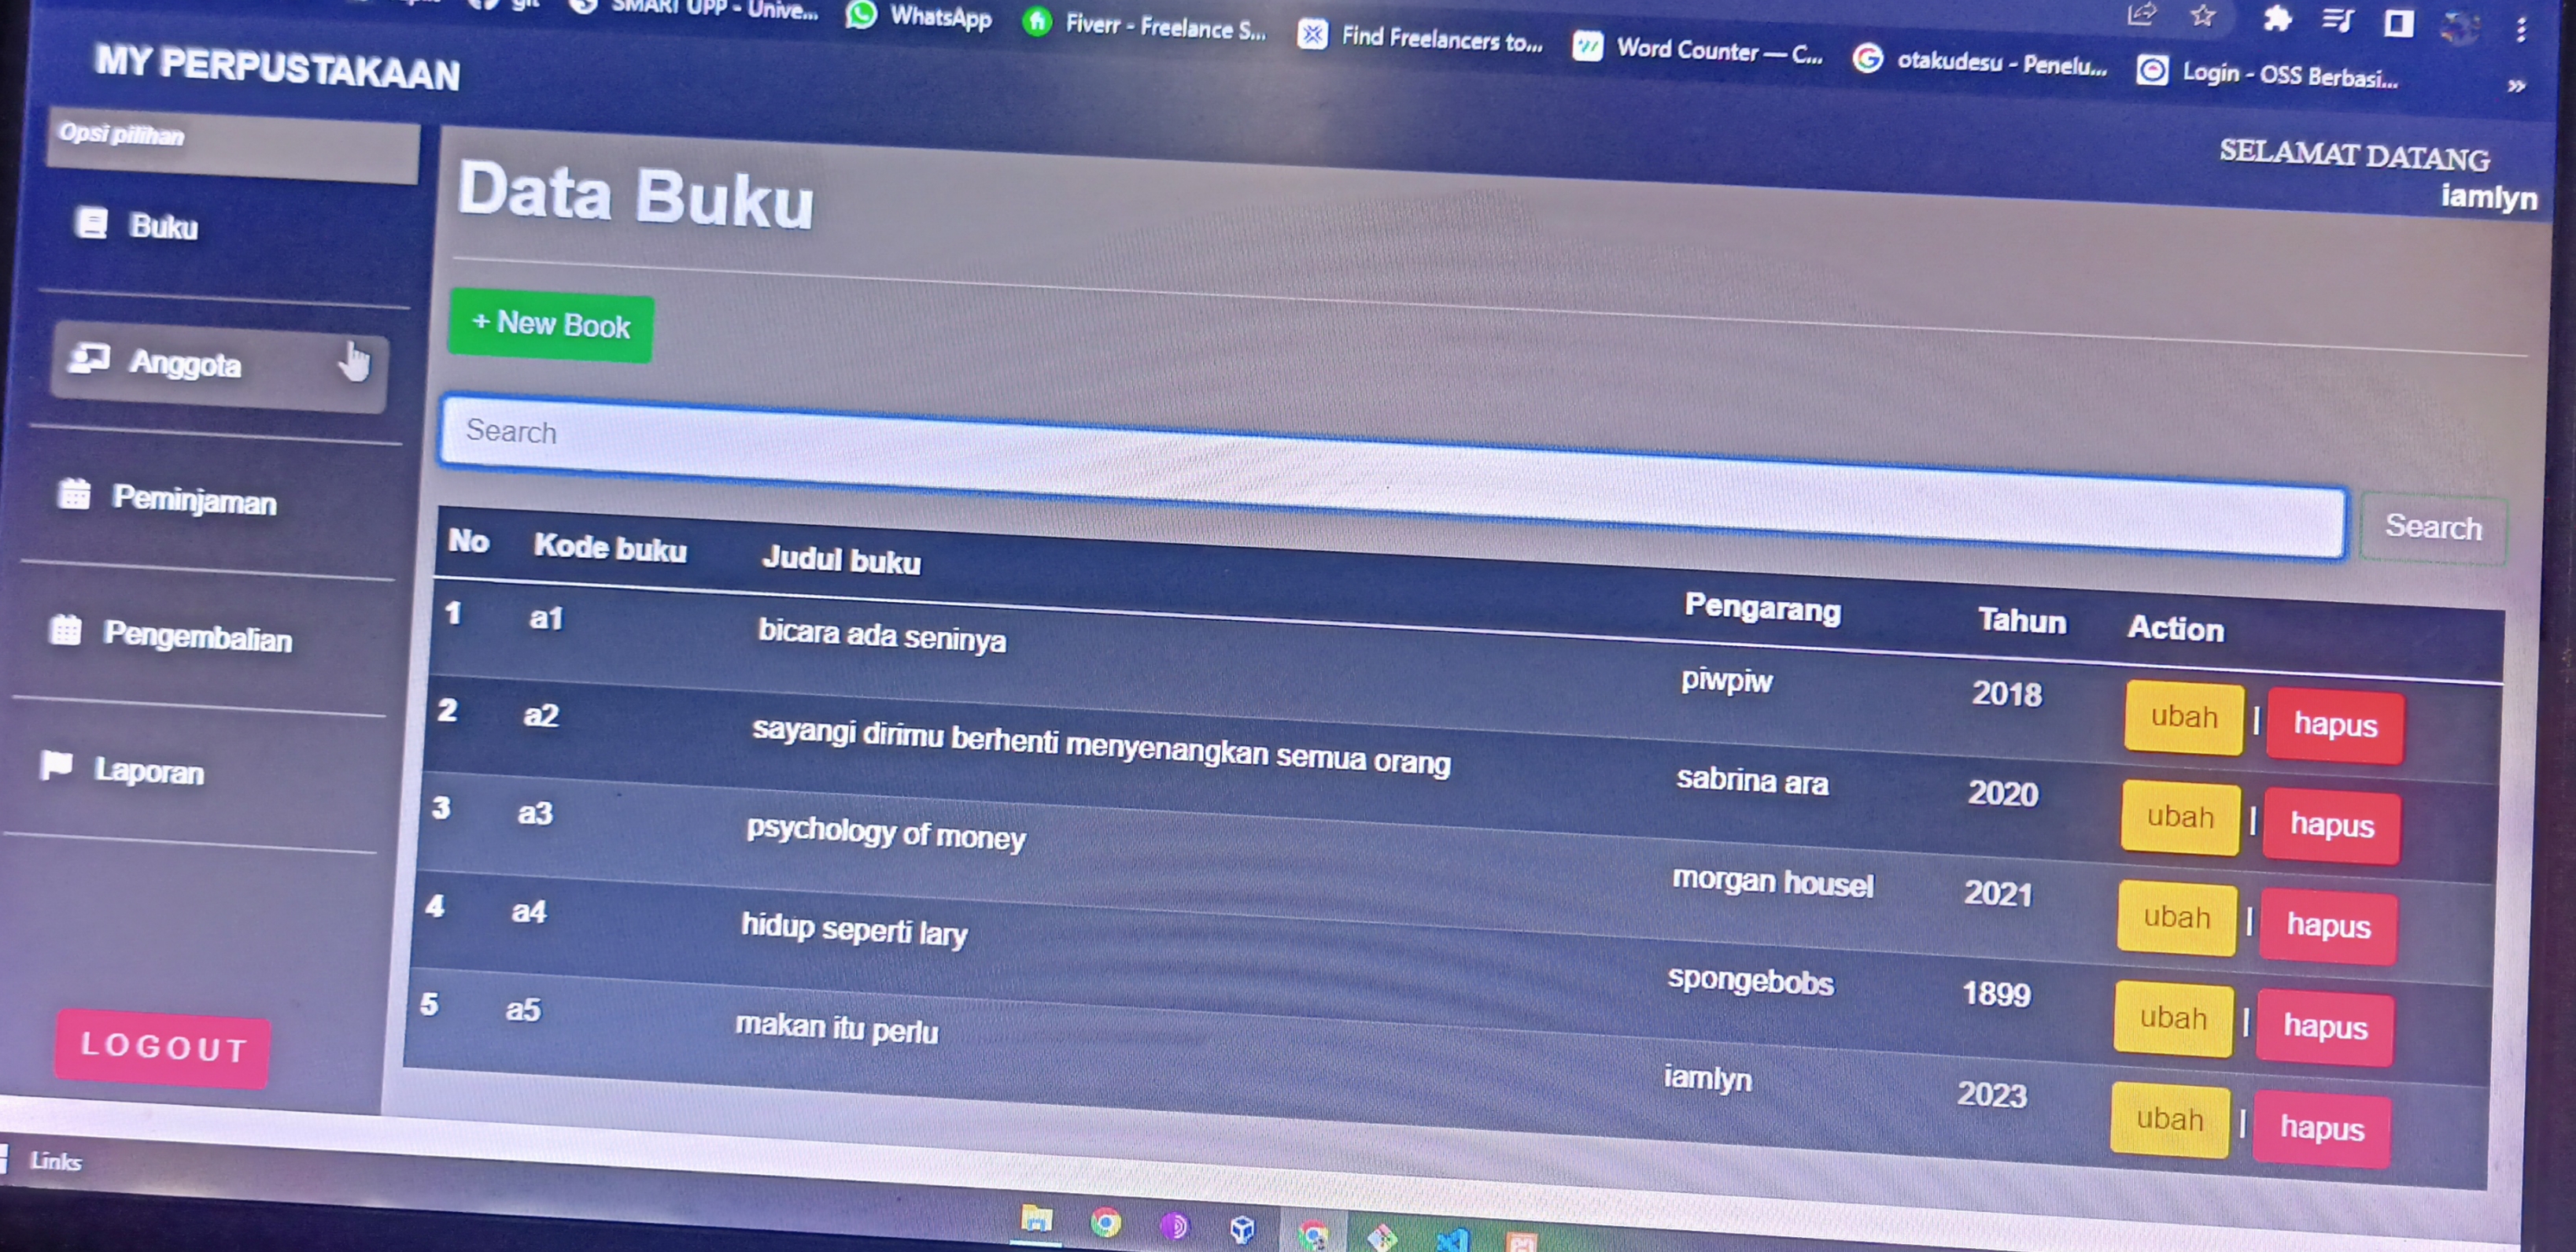 git SMART UPP - Unive... WhatsApp Fiverr - Freelance S... Find Freelancers to... Word Counter — C... otakudesu - Penelu... Login - OSS Berbasi... »
MY PERPUSTAKAAN
SELAMAT DATANG
iamlyn
Opsi pilihan
Buku
Anggota
Peminjaman
Pengembalian
Laporan
LOGOUT
Data Buku
+ New Book
Search Search
No Kode buku Judul buku Pengarang Tahun Action
1 a1 bicara ada seninya piwpiw 2018 ubah | hapus
2 a2 sayangi dirimu berhenti menyenangkan semua orang sabrina ara 2020 ubah | hapus
3 a3 psychology of money morgan housel 2021 ubah | hapus
4 a4 hidup seperti lary spongebobs 1899 ubah | hapus
5 a5 makan itu perlu iamlyn 2023 ubah | hapus
Links